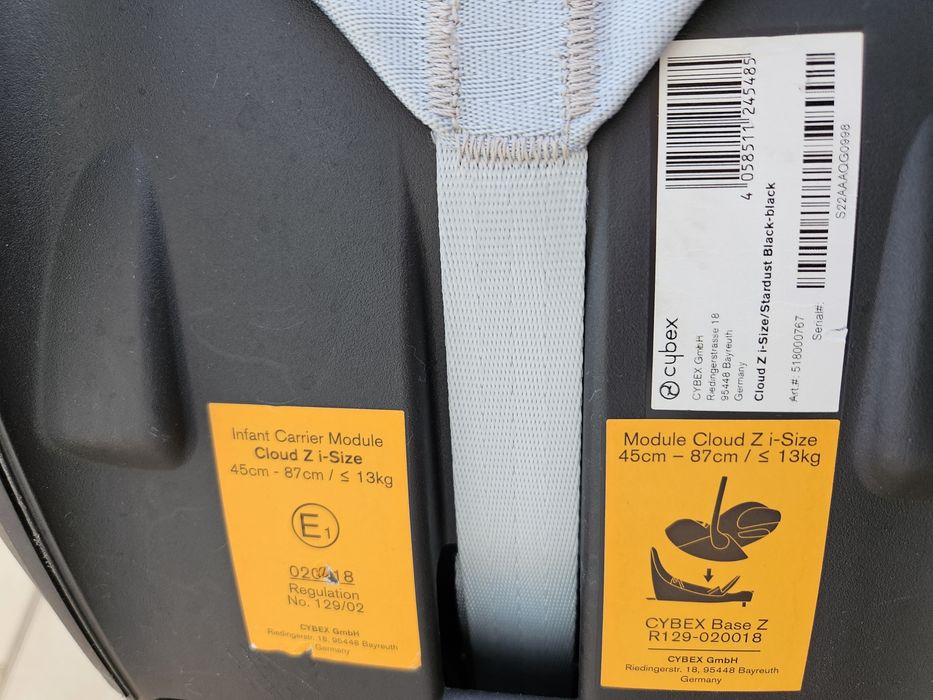 4 058511 245485
cybex
CYBEX GmbH
Riedingerstrasse 18
95448 Bayreuth
Germany
Cloud Z i-Size/Stardust Black-black
Art.#: 518000767
Serial#:
S22AAAOG0998
Infant Carrier Module
Cloud Z i-Size
45cm - 87cm / ≤ 13kg
E1
Regulation
No. 129/02
CYBEX GmbH
Riedingerstr. 18, 95448 Bayreuth
Germany
Module Cloud Z i-Size
45cm – 87cm / ≤ 13kg
CYBEX Base Z
R129-020018
CYBEX GmbH
Riedingerstr. 18, 95448 Bayreuth
Germany